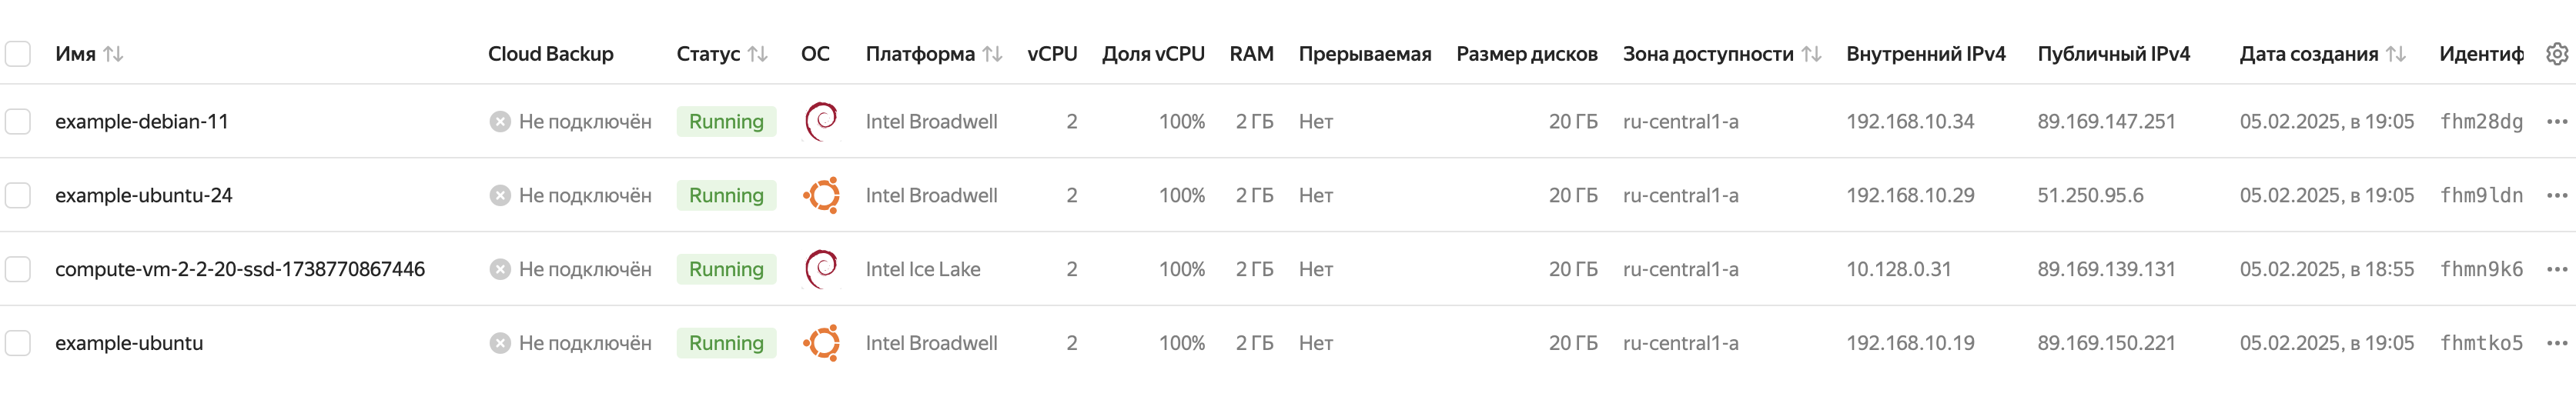 Имя Cloud Backup Статус ОС Платформа vCPU Доля vCPU RAM Прерываемая Размер дисков Зона доступности Внутренний IPv4 Публичный IPv4 Дата создания Идентиф
example-debian-11 Не подключён Running Intel Broadwell 2 100% 2 ГБ Нет 20 ГБ ru-central1-a 192.168.10.34 89.169.147.251 05.02.2025, в 19:05 fhm28dg
example-ubuntu-24 Не подключён Running Intel Broadwell 2 100% 2 ГБ Нет 20 ГБ ru-central1-a 192.168.10.29 51.250.95.6 05.02.2025, в 19:05 fhm9ldn
compute-vm-2-2-20-ssd-1738770867446 Не подключён Running Intel Ice Lake 2 100% 2 ГБ Нет 20 ГБ ru-central1-a 10.128.0.31 89.169.139.131 05.02.2025, в 18:55 fhmn9k6
example-ubuntu Не подключён Running Intel Broadwell 2 100% 2 ГБ Нет 20 ГБ ru-central1-a 192.168.10.19 89.169.150.221 05.02.2025, в 19:05 fhmtko5